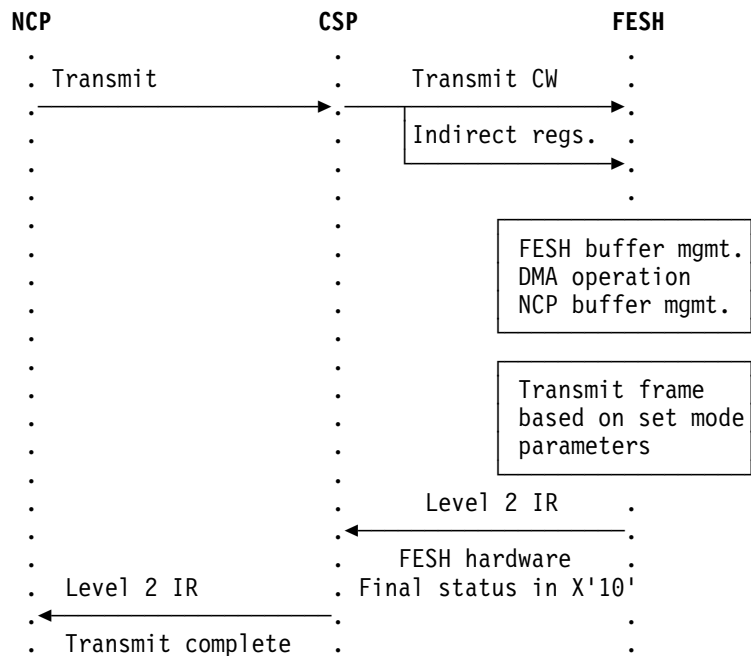 NCP CSP FESH
Transmit Transmit CW
Indirect regs.
FESH buffer mgmt.
DMA operation
NCP buffer mgmt.
Transmit frame
based on set mode
parameters
Level 2 IR
FESH hardware
Level 2 IR Final status in X'10'
Transmit complete